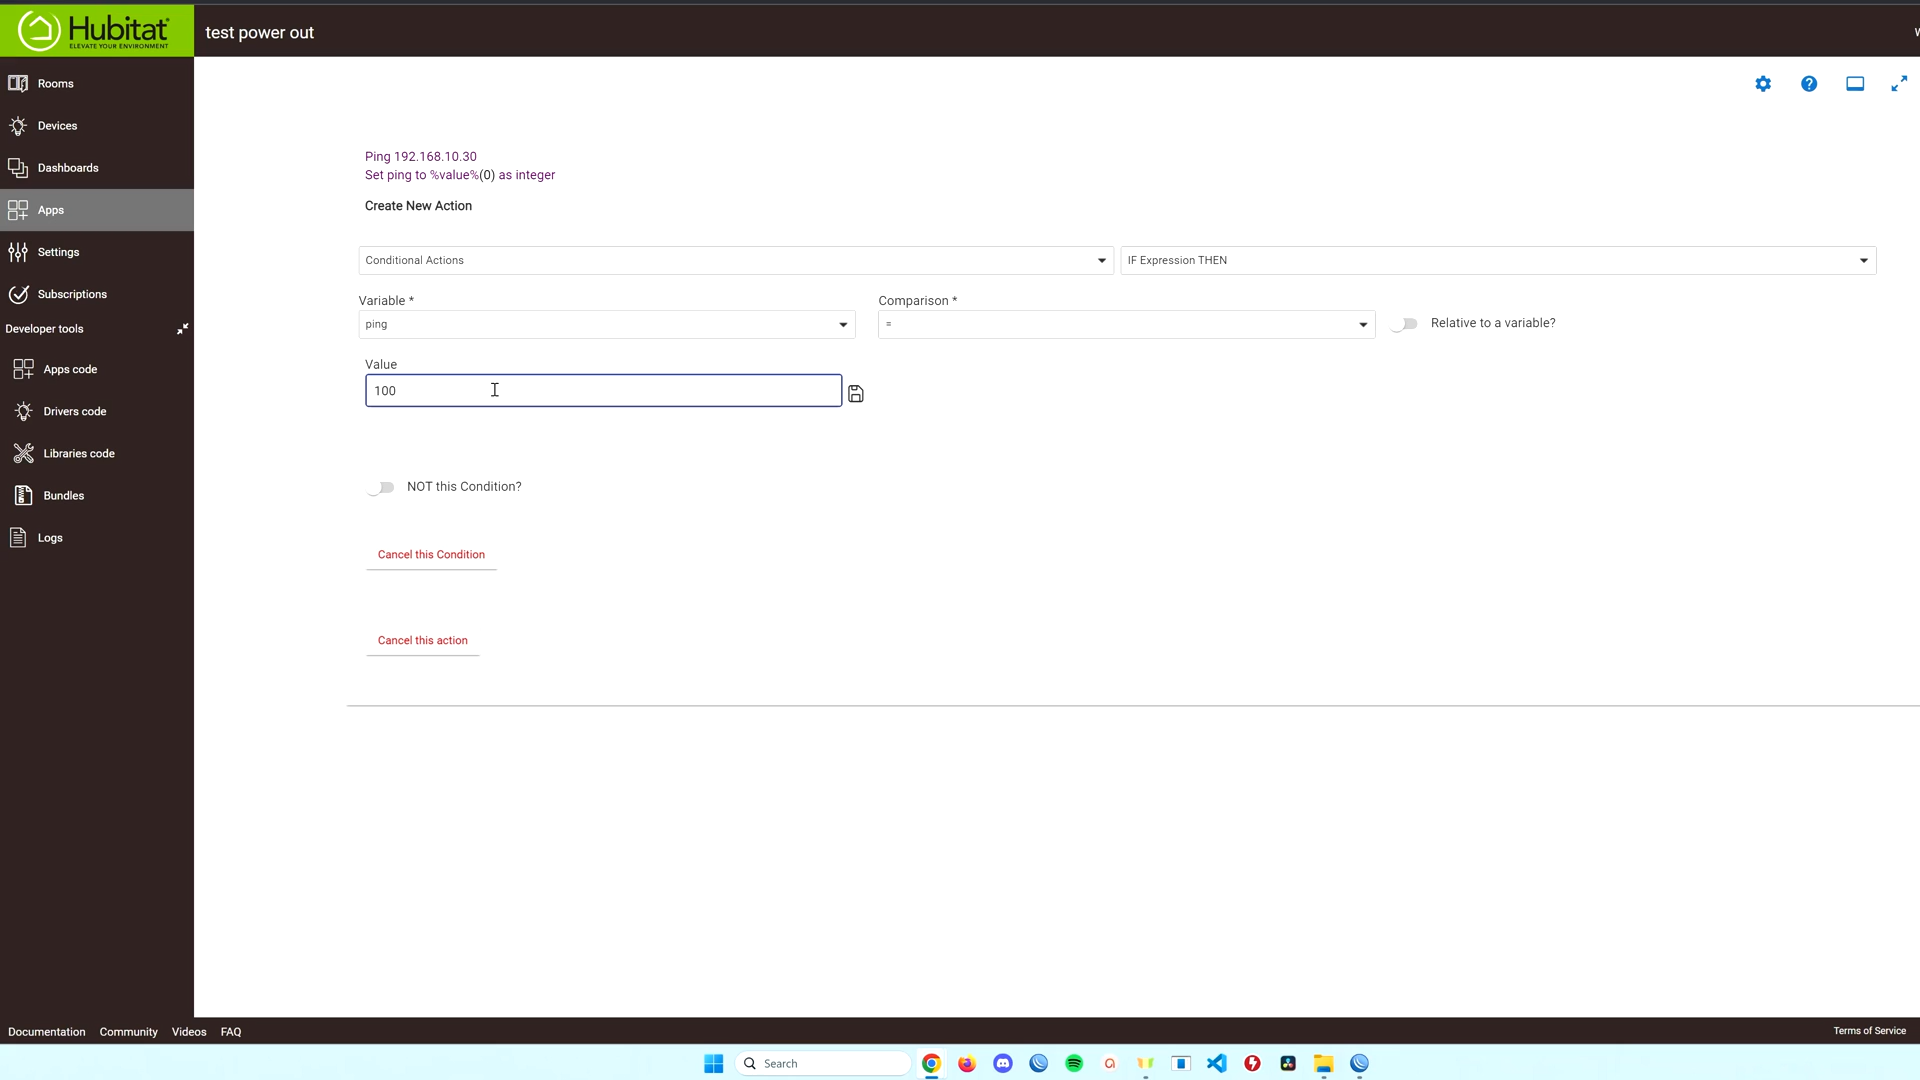 Hubitat
ELEVATE YOUR ENVIRONMENT
test power out
W
Rooms
Devices
Dashboards
Apps
Settings
Subscriptions
Developer tools
Apps code
Drivers code
Libraries code
Bundles
Logs
Ping 192.168.10.30
Set ping to %value%(0) as integer
Create New Action
Conditional Actions
IF Expression THEN
Variable *
Comparison *
ping
=
Relative to a variable?
Value
100
NOT this Condition?
Cancel this Condition
Cancel this action
Documentation Community Videos FAQ
Terms of Service
Search